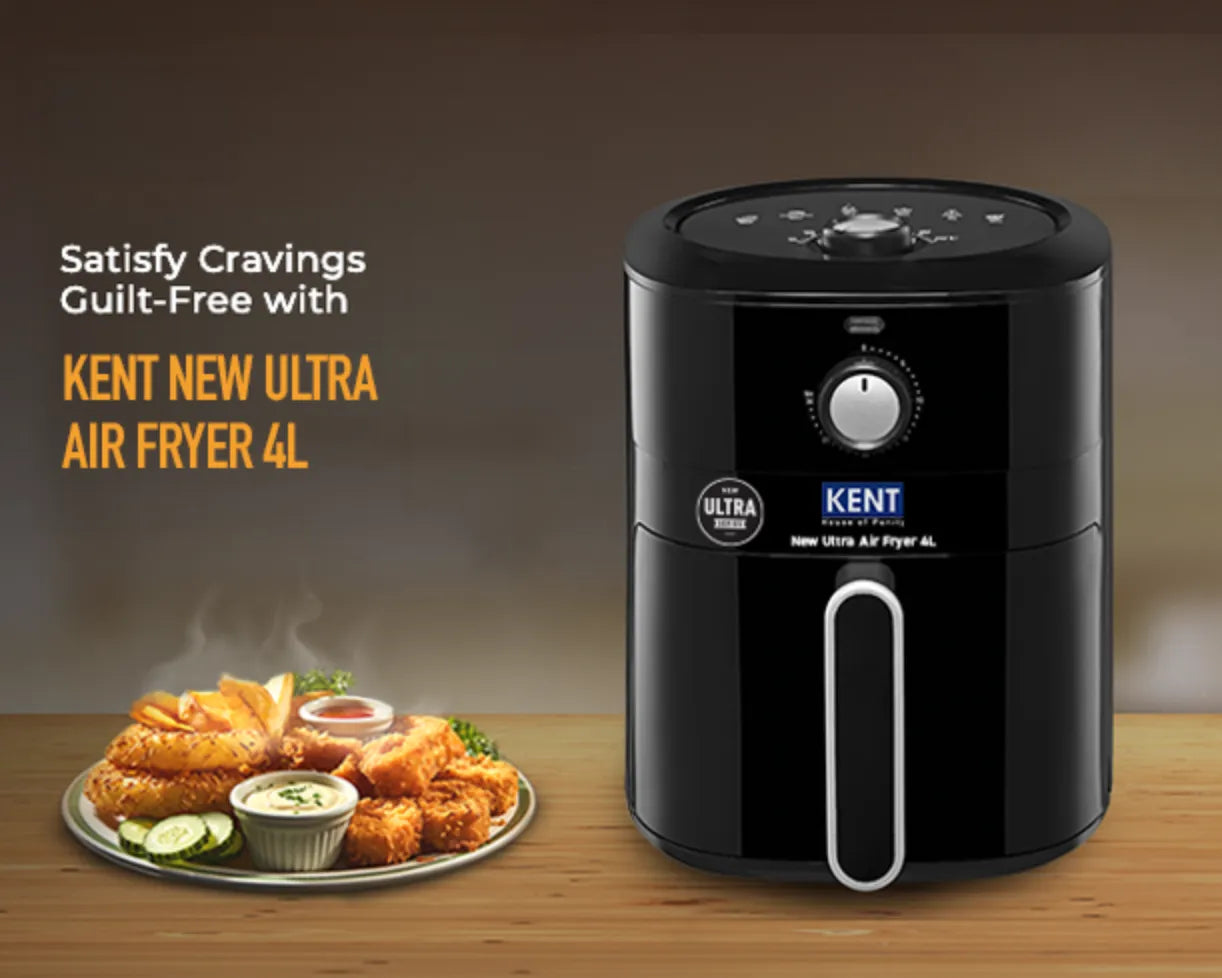 Satisfy Cravings
Guilt-Free with
KENT NEW ULTRA
AIR FRYER 4L
NEW
ULTRA
KENT
House of Purity
New Ultra Air Fryer 4L